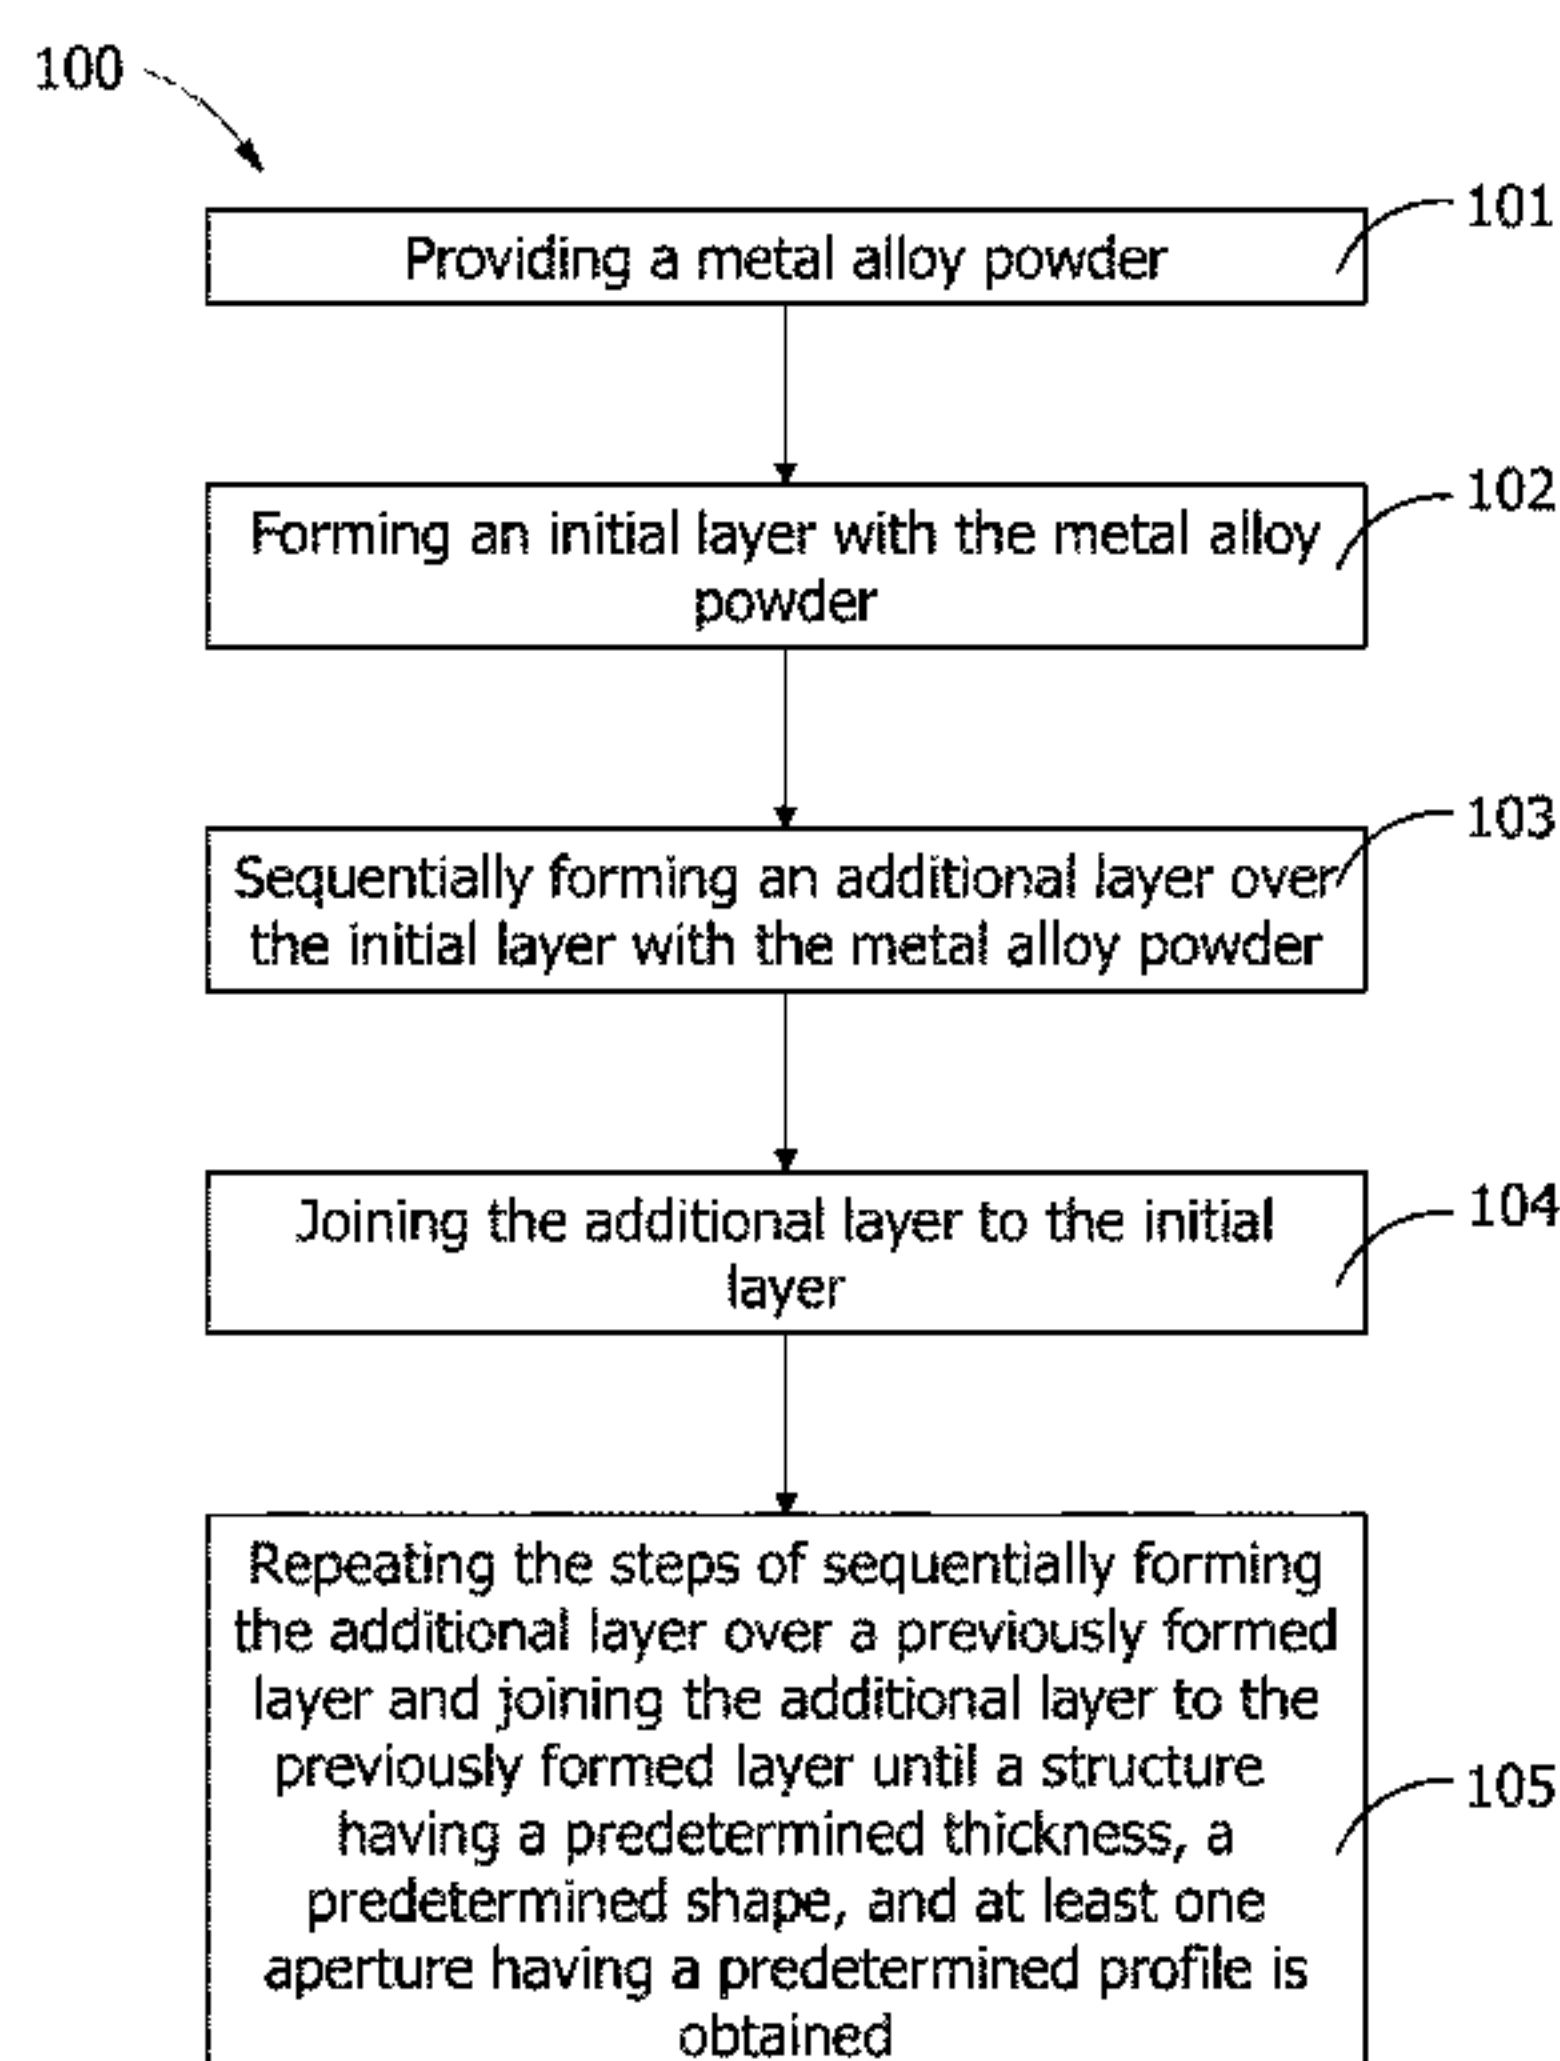 100
101
Providing a metal alloy powder
102
Forming an initial layer with the metal alloy
powder
103
Sequentially forming an additional layer over
the initial layer with the metal alloy powder
104
Joining the additional layer to the initial
layer
Repeating the steps of sequentially forming
the additional layer over a previously formed
layer and joining the additional layer to the
previously formed layer until a structure
105
having a predetermined thickness, a
predetermined shape, and at least one
aperture having a predetermined profile is
obtained